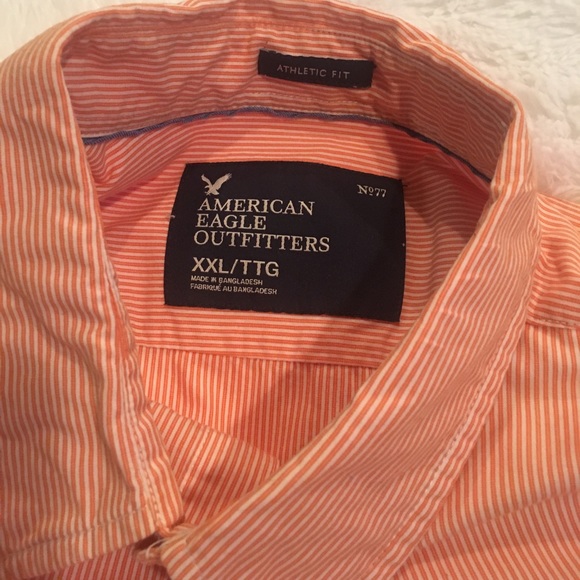 ATHLETIC FIT
Nº77
AMERICAN
EAGLE
OUTFITTERS
XXL/TTG
MADE IN BANGLADESH
FABRIQUÉ AU BANGLADESH